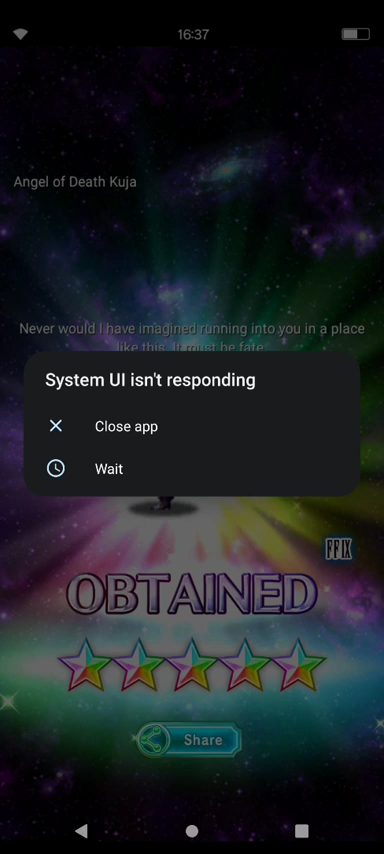 16:37
Angel of Death Kuja
Never would I have imagined running into you in a place
like this. It must be fate.
System UI isn't responding
Close app
Wait
FFIX
OBTAINED
Share